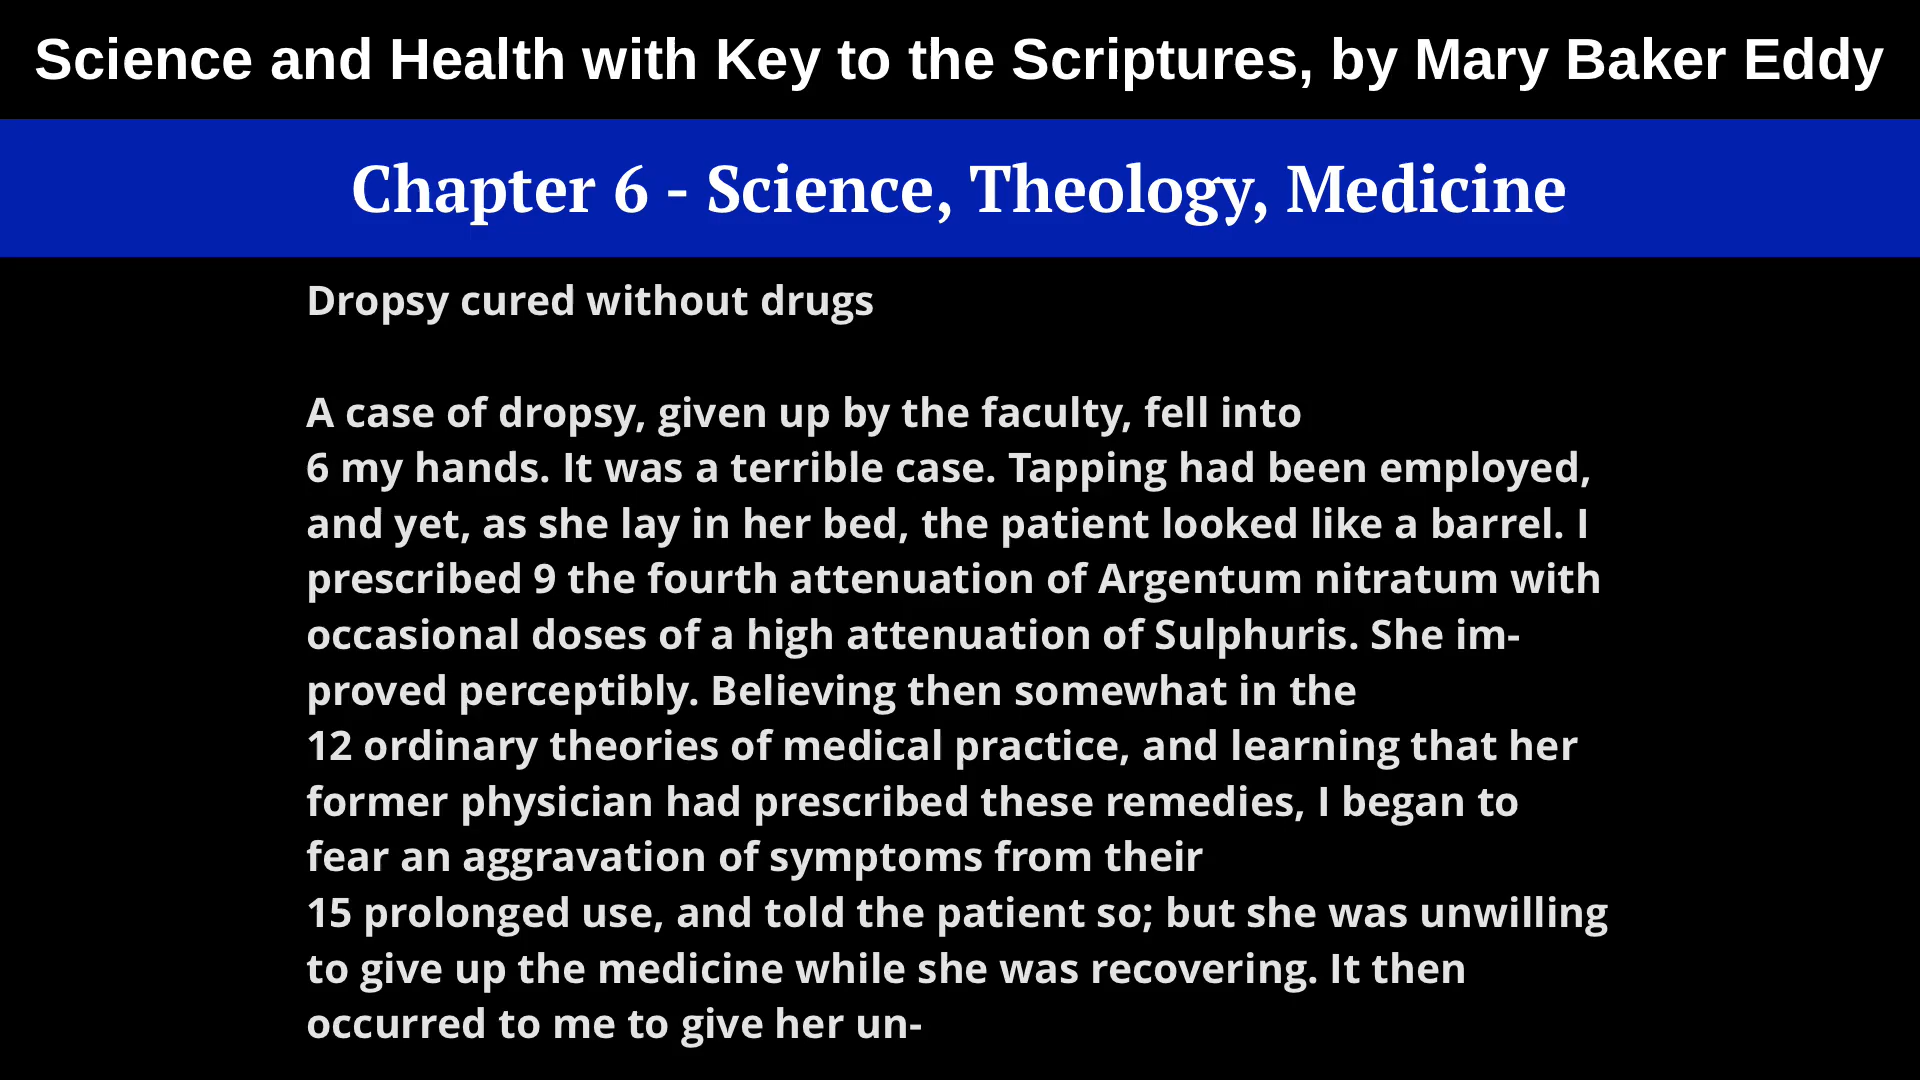 Science and Health with Key to the Scriptures, by Mary Baker Eddy
Chapter 6 - Science, Theology, Medicine
Dropsy cured without drugs
A case of dropsy, given up by the faculty, fell into
6 my hands. It was a terrible case. Tapping had been employed,
and yet, as she lay in her bed, the patient looked like a barrel. I
prescribed 9 the fourth attenuation of Argentum nitratum with
occasional doses of a high attenuation of Sulphuris. She im-
proved perceptibly. Believing then somewhat in the
12 ordinary theories of medical practice, and learning that her
former physician had prescribed these remedies, I began to
fear an aggravation of symptoms from their
15 prolonged use, and told the patient so; but she was unwilling
to give up the medicine while she was recovering. It then
occurred to me to give her un-